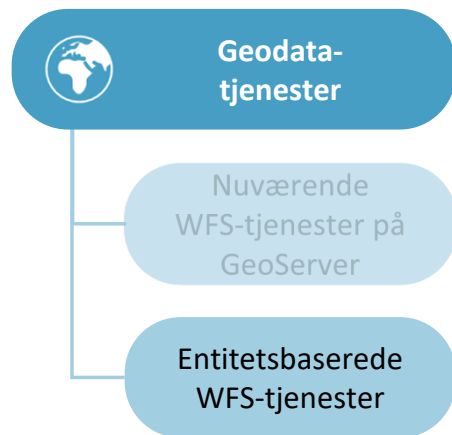 Geodata-
tjenester
Nuværende
WFS-tjenester på
GeoServer
Entitetsbaserede
WFS-tjenester